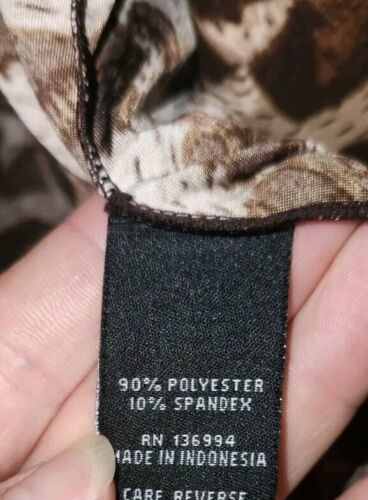 90% POLYESTER
10% SPANDEX
RN 136994
MADE IN INDONESIA
CARE REVERSE